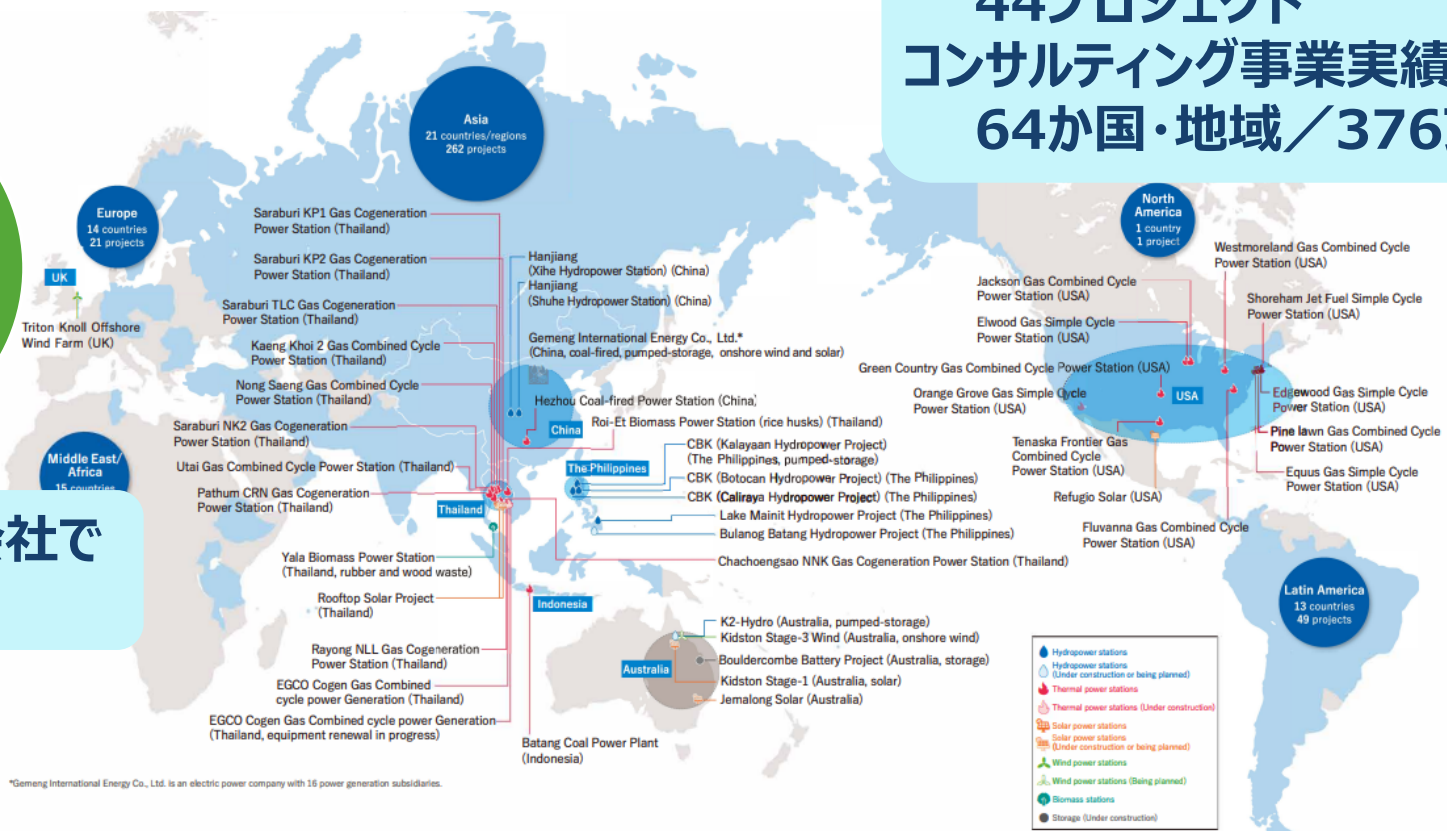 44プロジェクト
コンサルティング事業実績
64か国・地域／376
Asia
21 countries/regions
262 projects
Europe
14 countries
21 projects
UK
Triton Knoll Offshore
Wind Farm (UK)
Middle East/
Africa
15 countries
会社で
Saraburi KP1 Gas Cogeneration
Power Station (Thailand)
Saraburi KP2 Gas Cogeneration
Power Station (Thailand)
Saraburi TLC Gas Cogeneration
Power Station (Thailand)
Kaeng Khoi 2 Gas Combined Cycle
Power Station (Thailand)
Nong Saeng Gas Combined Cycle
Power Station (Thailand)
Saraburi NK2 Gas Cogeneration
Power Station (Thailand)
Utai Gas Combined Cycle Power Station (Thailand)
Pathum CRN Gas Cogeneration
Power Station (Thailand)
Thailand
Yala Biomass Power Station
(Thailand, rubber and wood waste)
Rooftop Solar Project
(Thailand)
Rayong NLL Gas Cogeneration
Power Station (Thailand)
EGCO Cogen Gas Combined
cycle power Generation (Thailand)
EGCO Cogen Gas Combined cycle power Generation
(Thailand, equipment renewal in progress)
Hanjiang
(Xihe Hydropower Station) (China)
Hanjiang
(Shuhe Hydropower Station) (China)
Gemeng International Energy Co., Ltd.*
(China, coal-fired, pumped-storage, onshore wind and solar)
Hezhou Coal-fired Power Station (China)
China
Roi-Et Biomass Power Station (rice husks) (Thailand)
The Philippines
CBK (Kalayaan Hydropower Project)
(The Philippines, pumped-storage)
CBK (Botocan Hydropower Project) (The Philippines)
CBK (Caliraya Hydropower Project) (The Philippines)
Lake Mainit Hydropower Project (The Philippines)
Bulanog Batang Hydropower Project (The Philippines)
Chachoengsao NNK Gas Cogeneration Power Station (Thailand)
Indonesia
Batang Coal Power Plant
(Indonesia)
Australia
K2-Hydro (Australia, pumped-storage)
Kidston Stage-3 Wind (Australia, onshore wind)
Bouldercombe Battery Project (Australia, storage)
Kidston Stage-1 (Australia, solar)
Jemalong Solar (Australia)
North
America
1 country
1 project
Westmoreland Gas Combined Cycle
Power Station (USA)
Jackson Gas Combined Cycle
Power Station (USA)
Shoreham Jet Fuel Simple Cycle
Power Station (USA)
Elwood Gas Simple Cycle
Power Station (USA)
Green Country Gas Combined Cycle Power Station (USA)
Orange Grove Gas Simple Cycle
Power Station (USA)
USA
Edgewood Gas Simple Cycle
Power Station (USA)
Pine lawn Gas Combined Cycle
Power Station (USA)
Equus Gas Simple Cycle
Power Station (USA)
Tenaska Frontier Gas
Combined Cycle
Power Station (USA)
Refugio Solar (USA)
Fluvanna Gas Combined Cycle
Power Station (USA)
Latin America
13 countries
49 projects
Hydropower stations
Hydropower stations
(Under construction or being planned)
Thermal power stations
Thermal power stations (Under construction)
Solar power stations
Solar power stations
(Under construction or being planned)
Wind power stations
Wind power stations (Being planned)
Biomass stations
Storage (Under construction)
*Gemeng International Energy Co., Ltd. is an electric power company with 16 power generation subsidiaries.